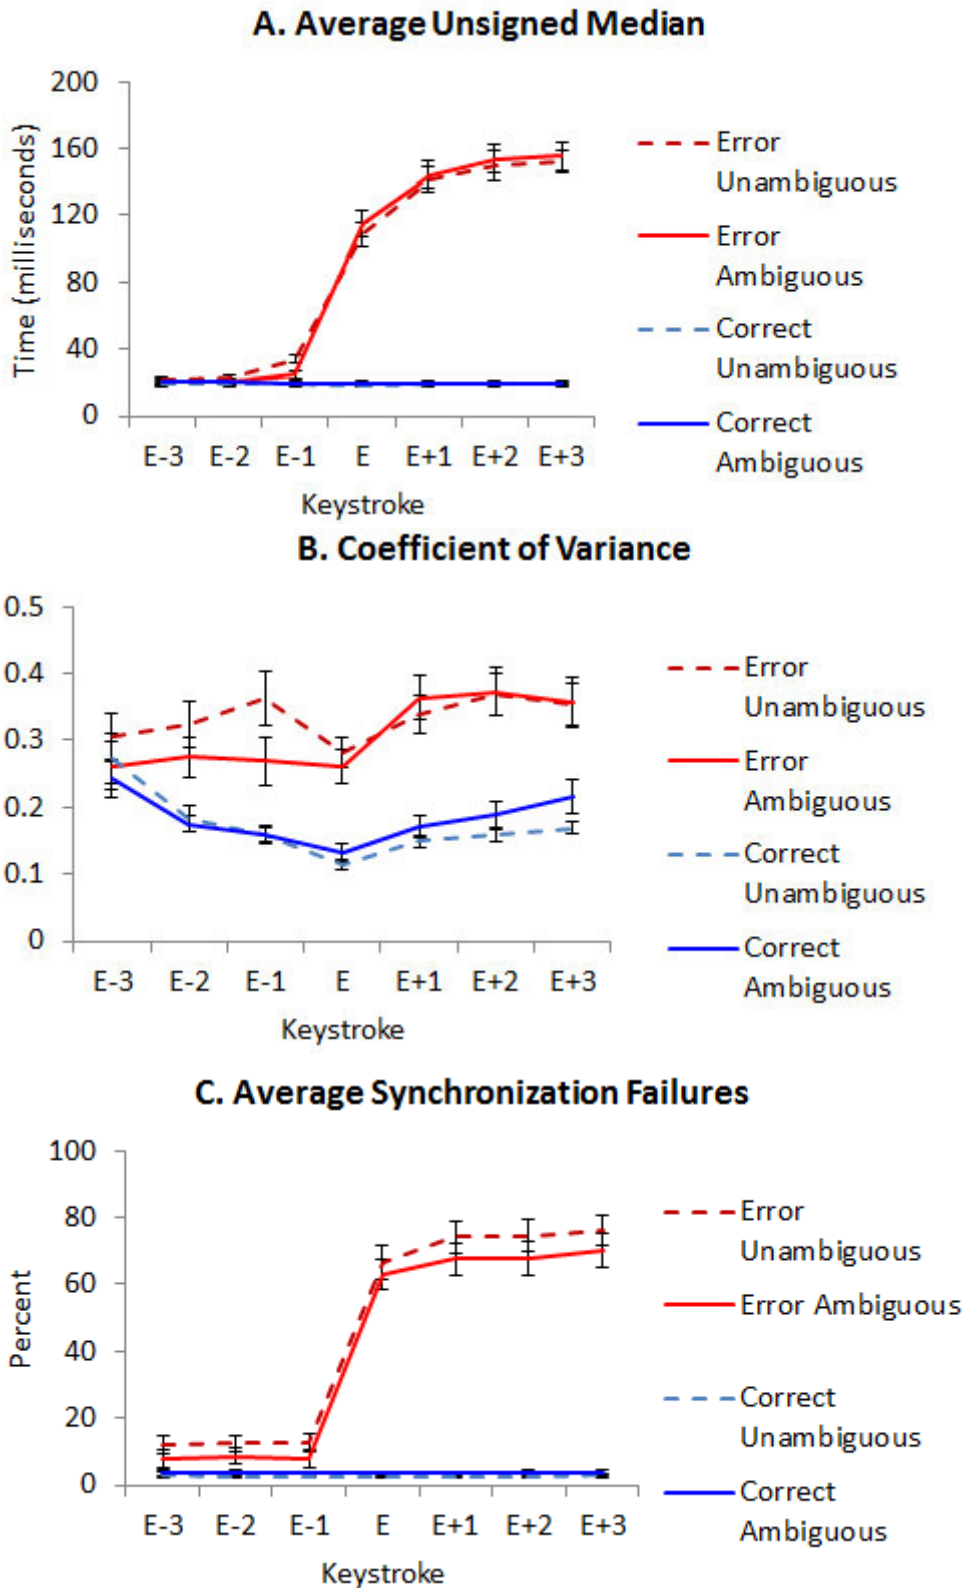 A. Average Unsigned Median
200
160
120
80
40
0
Time (milliseconds)
E-3 E-2 E-1 E E+1 E+2 E+3
Keystroke
Error
Unambiguous
Error
Ambiguous
Correct
Unambiguous
Correct
Ambiguous
B. Coefficient of Variance
0.5
0.4
0.3
0.2
0.1
0
E-3 E-2 E-1 E E+1 E+2 E+3
Keystroke
Error
Unambiguous
Error
Ambiguous
Correct
Unambiguous
Correct
Ambiguous
C. Average Synchronization Failures
100
80
60
40
20
0
Percent
E-3 E-2 E-1 E E+1 E+2 E+3
Keystroke
Error
Unambiguous
Error Ambiguous
Correct
Unambiguous
Correct
Ambiguous